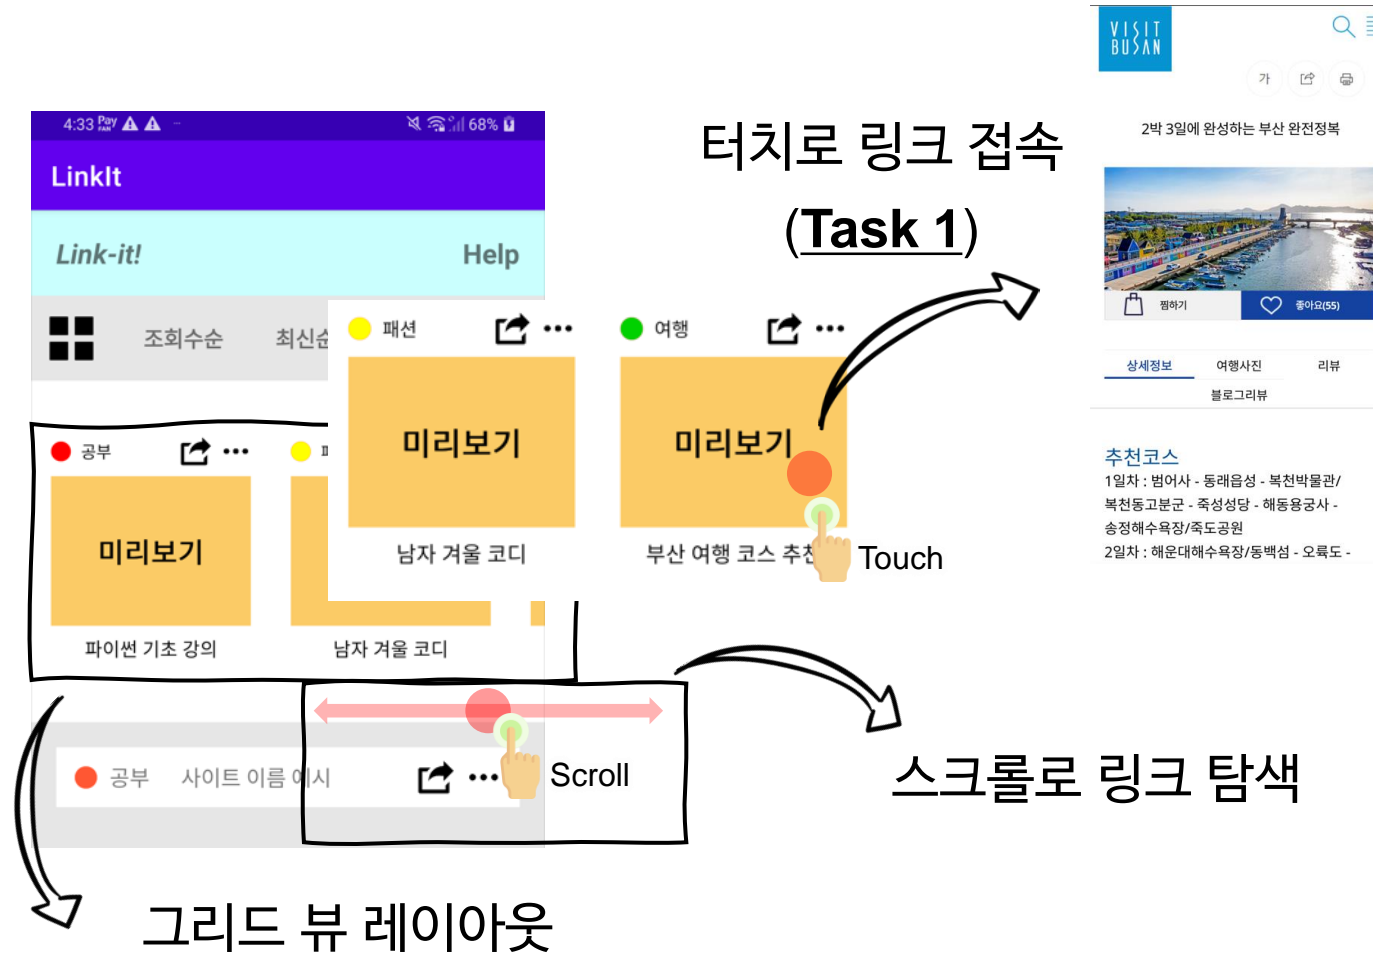 VISIT
BUSAN
가
2박 3일에 완성하는 부산 완전정복
찜하기
좋아요(55)
상세정보 여행사진 리뷰
블로그리뷰
추천코스
1일차 : 범어사 - 동래읍성 - 복천박물관/
복천동고분군 - 죽성성당 - 해동용궁사 -
송정해수욕장/죽도공원
2일차 : 해운대해수욕장/동백섬 - 오륙도 -
터치로 링크 접속
(Task 1)
4:33 Pay 68%
LinkIt
Link-it! Help
조회수순 최신순
패션
여행
미리보기
미리보기
남자 겨울 코디
부산 여행 코스 추천
Touch
공부
미리보기
파이썬 기초 강의
남자 겨울 코디
공부 사이트 이름 예시
Scroll
스크롤로 링크 탐색
그리드 뷰 레이아웃